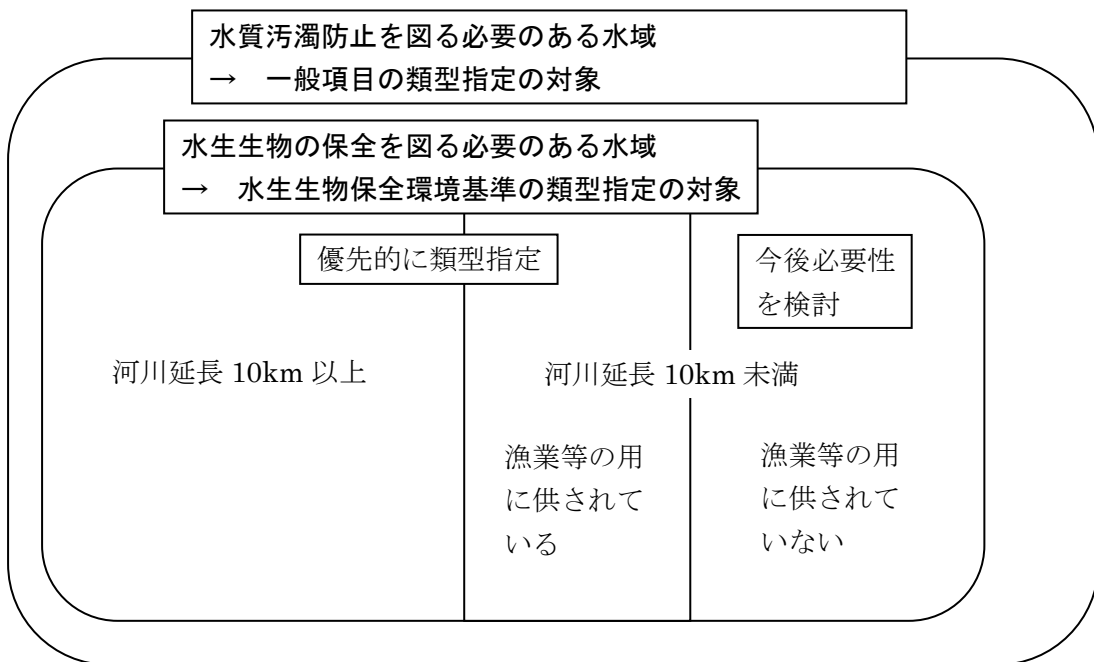 水質汚濁防止を図る必要のある水域
→ 一般項目の類型指定の対象
水生生物の保全を図る必要のある水域
→ 水生生物保全環境基準の類型指定の対象
優先的に類型指定
今後必要性
を検討
河川延長 10km 以上
河川延長 10km 未満
漁業等の用
に供されて
いる
漁業等の用
に供されて
いない